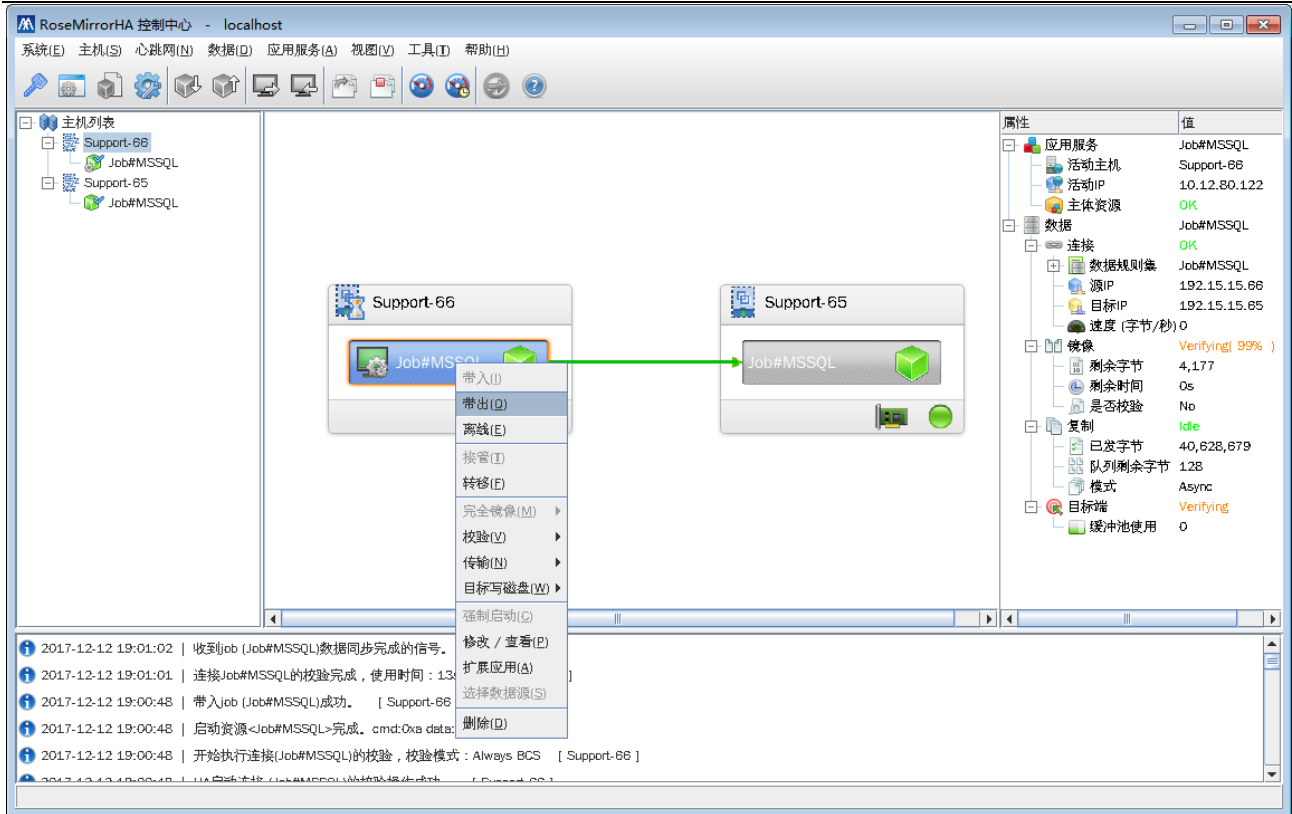 RoseMirrorHA 控制中心 - localhost
系统(E) 主机(S) 心跳网(N) 数据(D) 应用服务(A) 视图(V) 工具(T) 帮助(H)
主机列表
Support-66
Job#MSSQL
Support-65
Job#MSSQL
Support-66
Job#MSSQL
Support-65
Job#MSSQL
带入(I)
带出(O)
离线(E)
接管(T)
转移(F)
完全镜像(M)
校验(V)
传输(N)
目标写磁盘(W)
强制启动(C)
修改 / 查看(P)
扩展应用(A)
选择数据源(S)
删除(D)
属性 值
应用服务 Job#MSSQL
活动主机 Support-66
活动IP 10.12.80.122
主体资源 OK
数据 Job#MSSQL
连接 OK
数据规则集 Job#MSSQL
源IP 192.15.15.66
目标IP 192.15.15.65
速度 (字节/秒) 0
镜像 Verifying( 99% )
剩余字节 4,177
剩余时间 0s
是否校验 No
复制 Idle
已发字节 40,628,679
队列剩余字节 128
模式 Async
目标端 Verifying
缓冲池使用 0
2017-12-12 19:01:02 | 收到job (Job#MSSQL)数据同步完成的信号。
2017-12-12 19:01:01 | 连接Job#MSSQL的校验完成，使用时间：13 ]
2017-12-12 19:00:48 | 带入job (Job#MSSQL)成功。 [ Support-66
2017-12-12 19:00:48 | 启动资源<Job#MSSQL>完成。cmd:0xa data:
2017-12-12 19:00:48 | 开始执行连接(Job#MSSQL)的校验，校验模式：Always BCS [ Support-66 ]